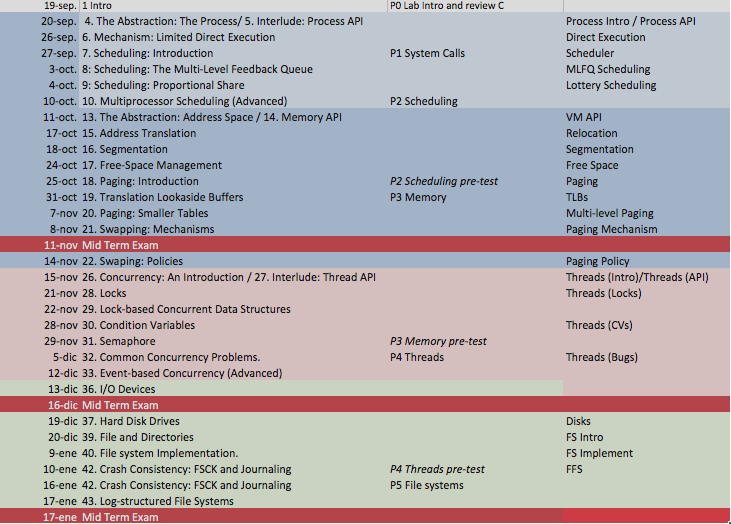 19-sep. 1 Intro P0 Lab Intro and review C
20-sep. 4. The Abstraction: The Process/ 5. Interlude: Process API Process Intro / Process API
26-sep. 6. Mechanism: Limited Direct Execution Direct Execution
27-sep. 7. Scheduling: Introduction P1 System Calls Scheduler
3-oct. 8: Scheduling: The Multi-Level Feedback Queue MLFQ Scheduling
4-oct. 9: Scheduling: Proportional Share Lottery Scheduling
10-oct. 10. Multiprocessor Scheduling (Advanced) P2 Scheduling
11-oct. 13. The Abstraction: Address Space / 14. Memory API VM API
17-oct 15. Address Translation Relocation
18-oct 16. Segmentation Segmentation
24-oct 17. Free-Space Management Free Space
25-oct 18. Paging: Introduction P2 Scheduling pre-test Paging
31-oct 19. Translation Lookaside Buffers P3 Memory TLBs
7-nov 20. Paging: Smaller Tables Multi-level Paging
8-nov 21. Swapping: Mechanisms Paging Mechanism
11-nov Mid Term Exam
14-nov 22. Swaping: Policies Paging Policy
15-nov 26. Concurrency: An Introduction / 27. Interlude: Thread API Threads (Intro)/Threads (API)
21-nov 28. Locks Threads (Locks)
22-nov 29. Lock-based Concurrent Data Structures
28-nov 30. Condition Variables Threads (CVs)
29-nov 31. Semaphore P3 Memory pre-test
5-dic 32. Common Concurrency Problems. P4 Threads Threads (Bugs)
12-dic 33. Event-based Concurrency (Advanced)
13-dic 36. I/O Devices
16-dic Mid Term Exam
19-dic 37. Hard Disk Drives Disks
20-dic 39. File and Directories FS Intro
9-ene 40. File system Implementation. FS Implement
10-ene 42. Crash Consistency: FSCK and Journaling P4 Threads pre-test FFS
16-ene 42. Crash Consistency: FSCK and Journaling P5 File systems
17-ene 43. Log-structured File Systems
17-ene Mid Term Exam